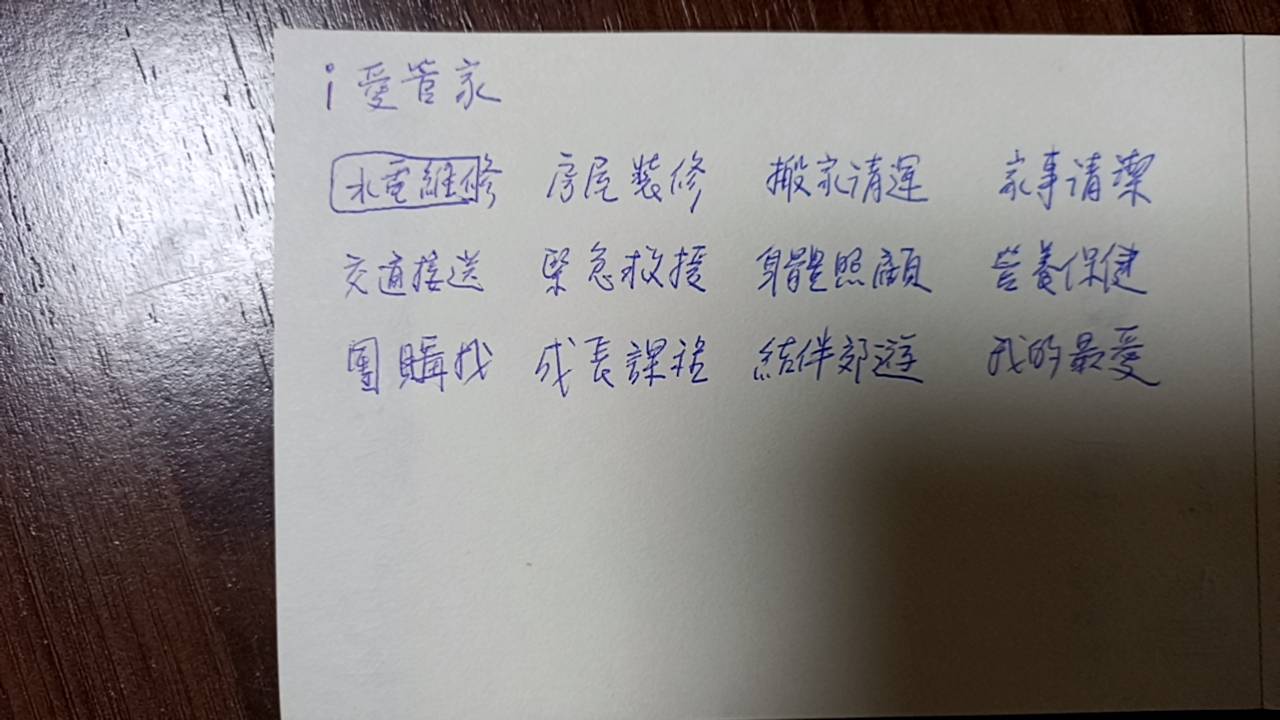 i 愛管家
水電維修 房屋裝修 搬家清運 家事清潔
交通接送 緊急救援 身體照顧 營養保健
團購找 成長課程 結伴郊遊 我的最愛